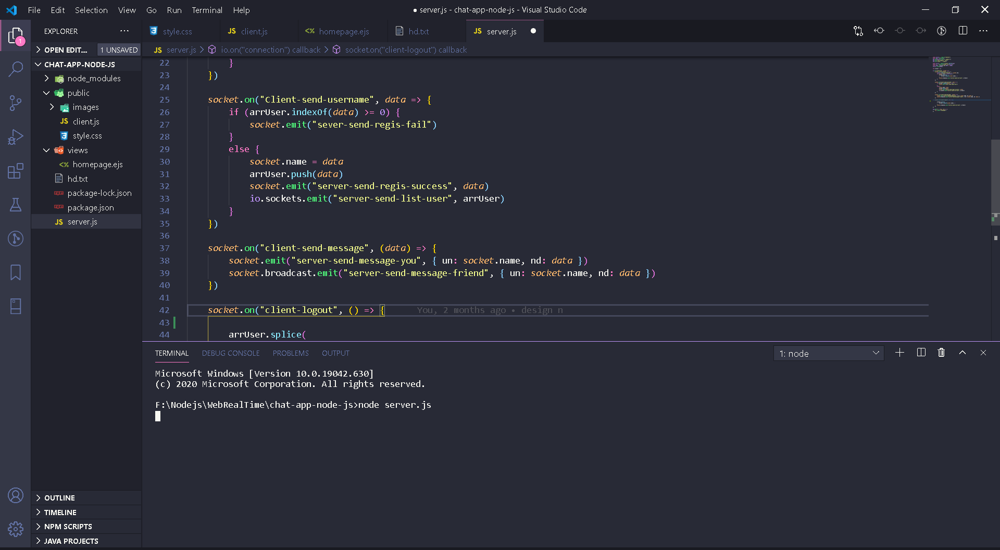 File Edit Selection View Go Run Terminal Help
● server.js - chat-app-node-js - Visual Studio Code
EXPLORER
1
style.css
JS client.js
<% homepage.ejs
hd.txt
JS server.js
OPEN EDIT... 1 UNSAVED
JS server.js > io.on("connection") callback > socket.on("client-logout") callback
CHAT-APP-NODE-JS
node_modules
public
images
JS client.js
style.css
views
<% homepage.ejs
hd.txt
package-lock.json
package.json
JS server.js
OUTLINE
TIMELINE
NPM SCRIPTS
JAVA PROJECTS
22 }
23 })
24
25 socket.on("Client-send-username", data => {
26 if (arrUser.indexOf(data) >= 0) {
27 socket.emit("sever-send-regis-fail")
28 }
29 else {
30 socket.name = data
31 arrUser.push(data)
32 socket.emit("server-send-regis-success", data)
33 io.sockets.emit("server-send-list-user", arrUser)
34 }
35 })
36
37 socket.on("client-send-message", (data) => {
38 socket.emit("server-send-message-you", { un: socket.name, nd: data })
39 socket.broadcast.emit("server-send-message-friend", { un: socket.name, nd: data })
40 })
41
42 socket.on("client-logout", () => { You, 2 months ago • design n
43
44 arrUser.splice(
TERMINAL DEBUG CONSOLE PROBLEMS OUTPUT
1: node
Microsoft Windows [Version 10.0.19042.630]
(c) 2020 Microsoft Corporation. All rights reserved.
F:\Nodejs\WebRealTime\chat-app-node-js>node server.js